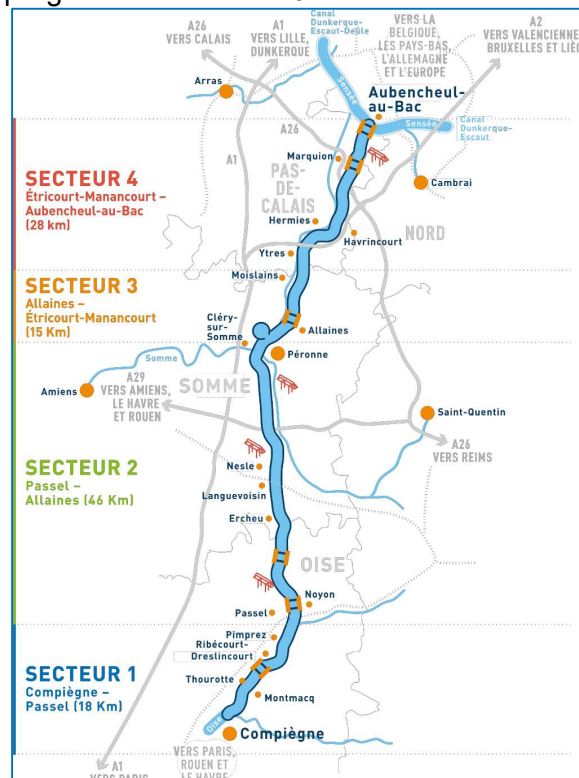 A26
VERS CALAIS
A1
VERS LILLE,
DUNKERQUE
Canal
Dunkerque-
Escaut-Deûle
VERS LA
BELGIQUE,
LES PAYS-BAS,
L'ALLEMAGNE
ET L'EUROPE
A2
VERS VALENCIENNE
BRUXELLES ET LIÈG
Arras
Sensée
Aubencheul-
au-Bac
Sensée
Canal
Dunkerque-
Escaut
A26
A1
Marquion
PAS-
DE-
CALAIS
Cambrai
SECTEUR 4
Étricourt-Manancourt –
Aubencheul-au-Bac
(28 km)
Hermies
NORD
Havrincourt
Ytres
Moislains
SECTEUR 3
Allaines –
Étricourt-Manancourt
(15 Km)
Cléry-
sur-
Somme
Allaines
Péronne
Somme
Amiens
A29
VERS AMIENS,
LE HAVRE
ET ROUEN
SOMME
Saint-Quentin
A26
VERS REIMS
SECTEUR 2
Passel –
Allaines (46 Km)
Nesle
Languevoisin
Ercheu
OISE
Noyon
Passel
Pimprez
Ribécourt-
Dreslincourt
SECTEUR 1
Compiègne –
Passel (18 Km)
Thourotte
Montmacq
Oise
Compiègne
VERS PARIS,
ROUEN ET
LE HAVRE
A1
VERS PARIS